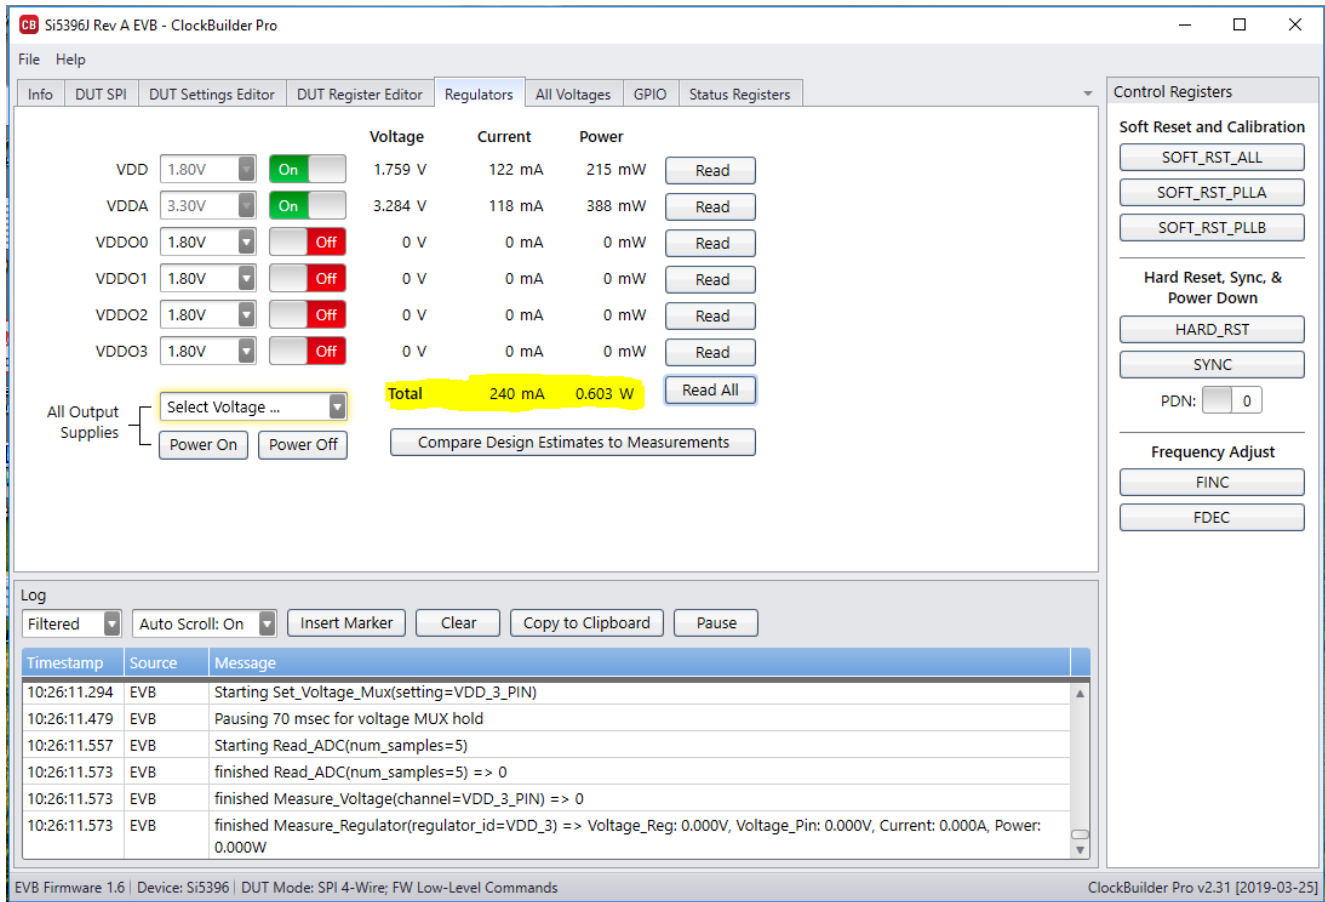 CB Si5396J Rev A EVB - ClockBuilder Pro
File Help
Info DUT SPI DUT Settings Editor DUT Register Editor Regulators All Voltages GPIO Status Registers
Voltage Current Power
VDD 1.80V On 1.759 V 122 mA 215 mW Read
VDDA 3.30V On 3.284 V 118 mA 388 mW Read
VDDO0 1.80V Off 0 V 0 mA 0 mW Read
VDDO1 1.80V Off 0 V 0 mA 0 mW Read
VDDO2 1.80V Off 0 V 0 mA 0 mW Read
VDDO3 1.80V Off 0 V 0 mA 0 mW Read
Total 240 mA 0.603 W Read All
All Output
Supplies
Select Voltage ...
Power On Power Off
Compare Design Estimates to Measurements
Control Registers
Soft Reset and Calibration
SOFT_RST_ALL
SOFT_RST_PLLA
SOFT_RST_PLLB
Hard Reset, Sync, &
Power Down
HARD_RST
SYNC
PDN: 0
Frequency Adjust
FINC
FDEC
Log
Filtered Auto Scroll: On Insert Marker Clear Copy to Clipboard Pause
Timestamp Source Message
10:26:11.294 EVB Starting Set_Voltage_Mux(setting=VDD_3_PIN)
10:26:11.479 EVB Pausing 70 msec for voltage MUX hold
10:26:11.557 EVB Starting Read_ADC(num_samples=5)
10:26:11.573 EVB finished Read_ADC(num_samples=5) => 0
10:26:11.573 EVB finished Measure_Voltage(channel=VDD_3_PIN) => 0
10:26:11.573 EVB finished Measure_Regulator(regulator_id=VDD_3) => Voltage_Reg: 0.000V, Voltage_Pin: 0.000V, Current: 0.000A, Power:
0.000W
EVB Firmware 1.6 Device: Si5396 DUT Mode: SPI 4-Wire; FW Low-Level Commands ClockBuilder Pro v2.31 [2019-03-25]